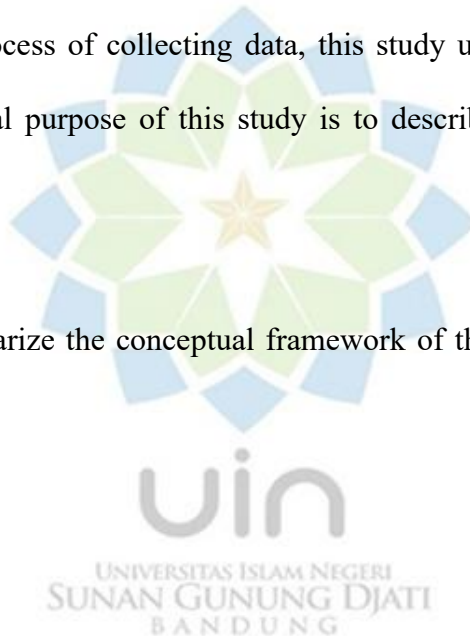 ocess of collecting data, this study u
al purpose of this study is to describ
arize the conceptual framework of th
uin
UNIVERSITAS ISLAM NEGERI
SUNAN GUNUNG DJATI
BANDUNG